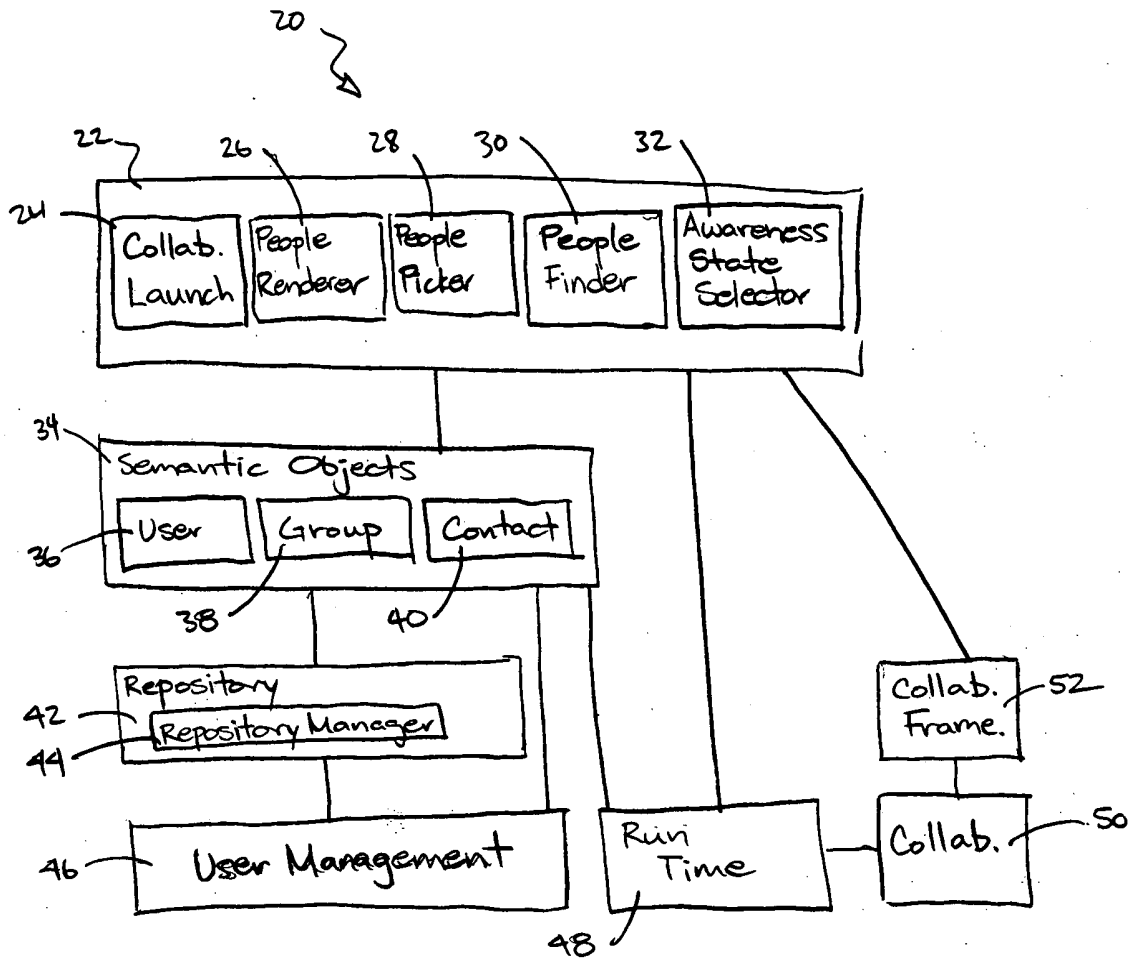 20
22
26
28
30
32
24
Collab.
Launch
People
Renderer
People
Picker
People
Finder
Awareness
State
Selector
34
Semantic Objects
User
Group
Contact
36
38
40
Repository
42
Repository Manager
44
Collab.
Frame.
52
46
User Management
Run
Time
48
Collab.
50